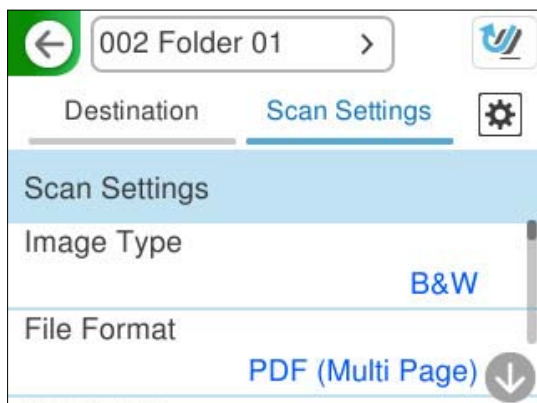 002 Folder 01
Destination
Scan Settings
Scan Settings
Image Type
B&W
File Format
PDF (Multi Page)